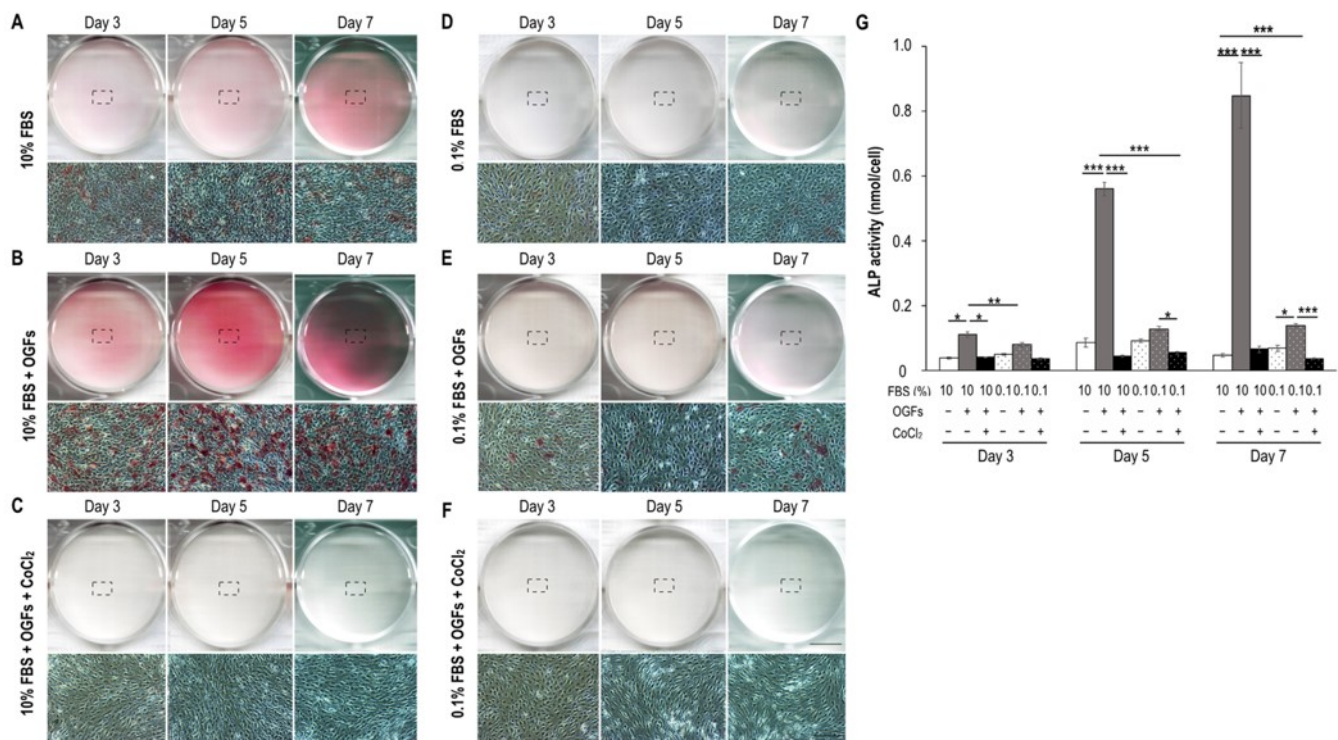 A
Day 3 Day 5 Day 7
10% FBS
B
Day 3 Day 5 Day 7
10% FBS + OGFs
C
Day 3 Day 5 Day 7
10% FBS + OGFs + CoCl₂
D
Day 3 Day 5 Day 7
0.1% FBS
E
Day 3 Day 5 Day 7
0.1% FBS + OGFs
F
Day 3 Day 5 Day 7
0.1% FBS + OGFs + CoCl₂
G
ALP activity (nmol/cell)
1.0
0.8
0.6
0.4
0.2
0
** * *
*** *** *** *
*** *** *** * ***
FBS (%) 10 10 10 0.1 0.1 0.1 10 10 10 0.1 0.1 0.1 10 10 10 0.1 0.1 0.1
OGFs – + + – + + – + + – + + – + + – + +
CoCl₂ – – + – – + – – + – – + – – + – – +
Day 3 Day 5 Day 7